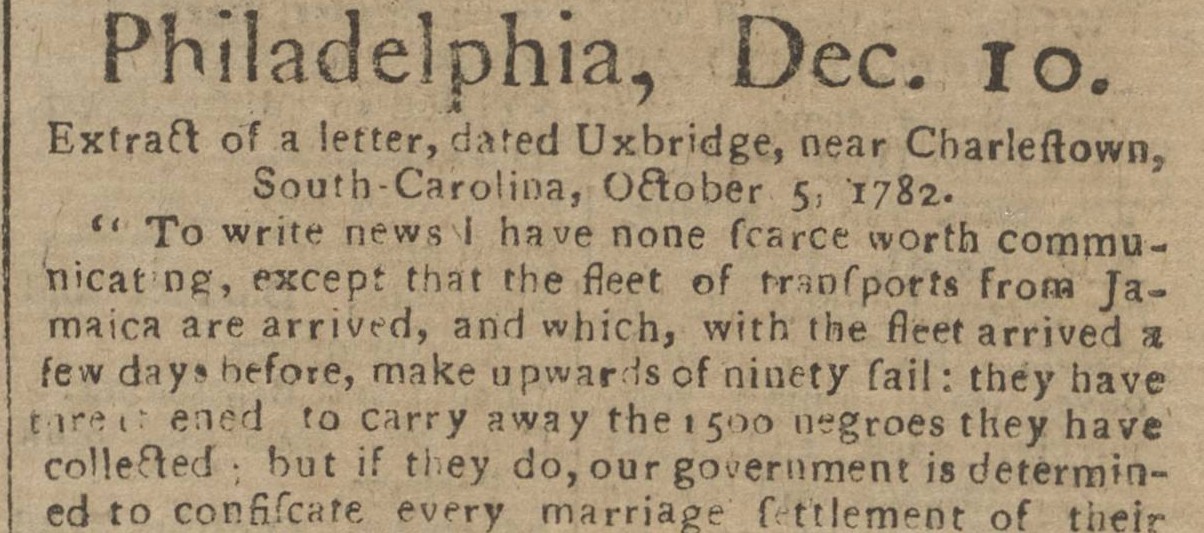 Philadelphia, Dec. 10.
Extract of a letter, dated Uxbridge, near Charleſtown,
South-Carolina, October 5, 1782.
“ To write news I have none ſcarce worth commu-
nicating, except that the fleet of tranſports from Ja-
maica are arrived, and which, with the fleet arrived a
few days before, make upwards of ninety ſail: they have
threatened to carry away the 1500 negroes they have
collected; but if they do, our government is determin-
ed to confiſcate every marriage ſettlement of their